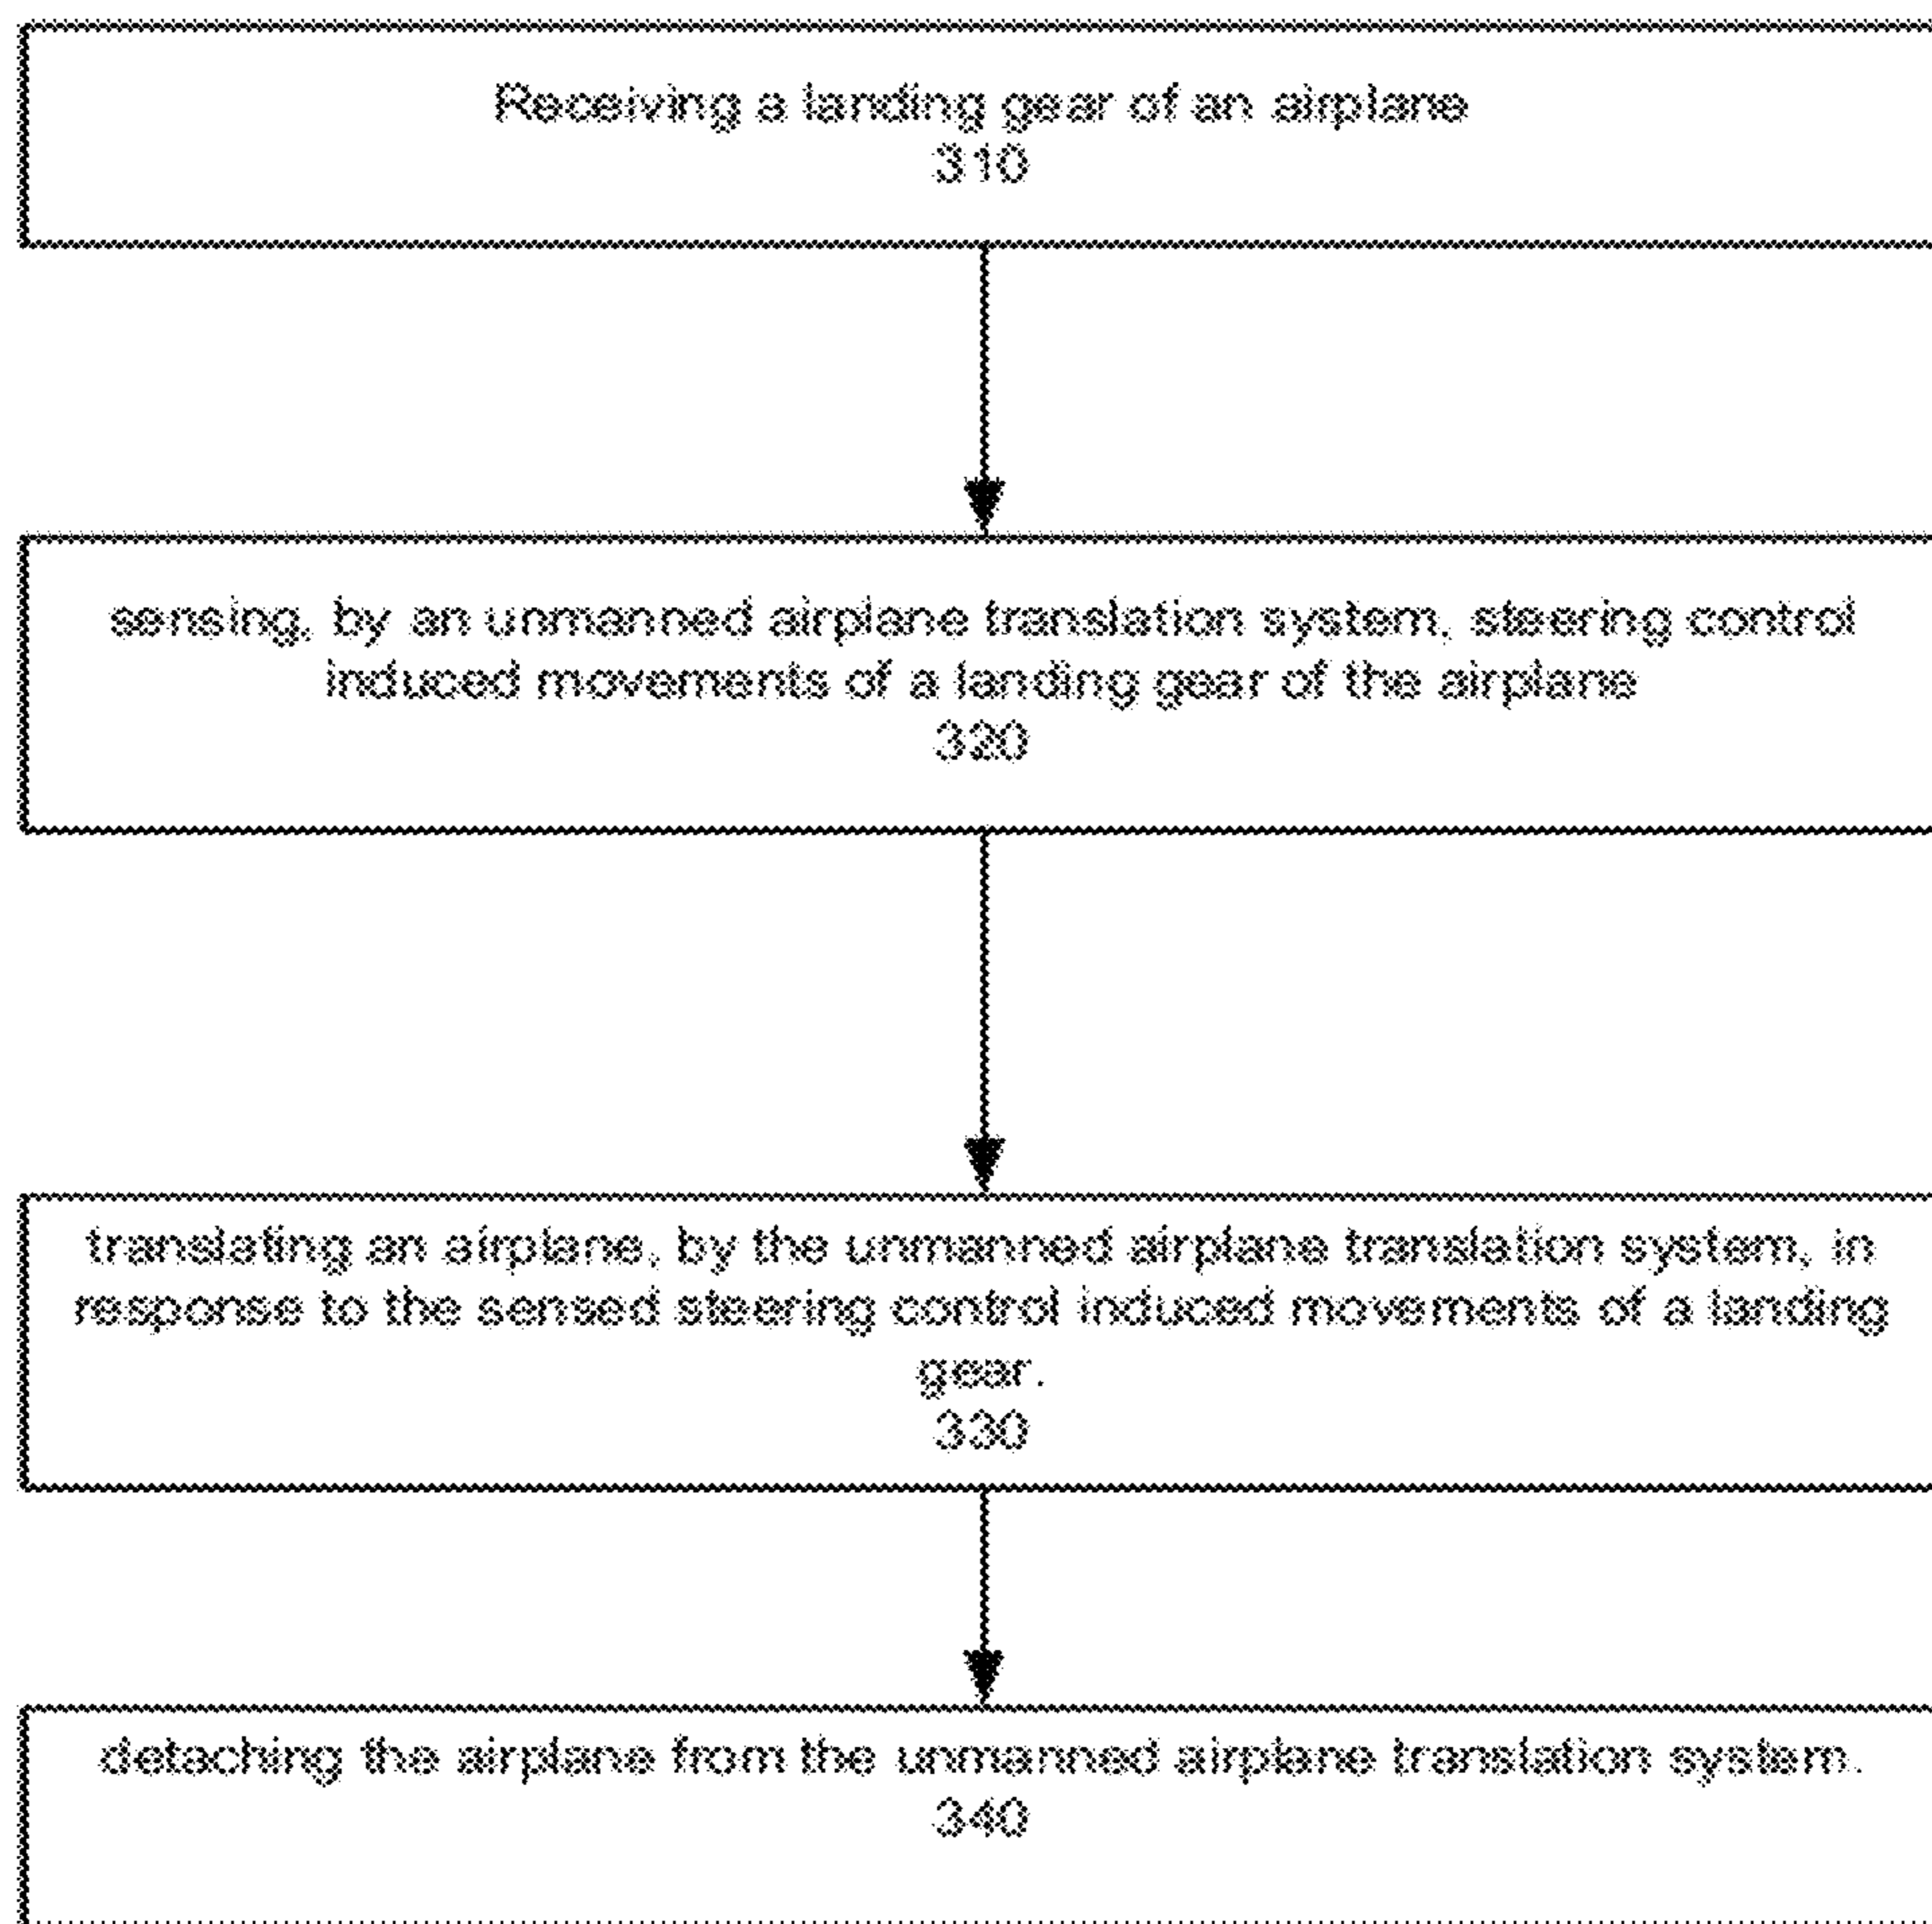 Receiving a landing gear of an airplane
310
sensing, by an unmanned airplane translation system, steering control
induced movements of a landing gear of the airplane
320
translating an airplane, by the unmanned airplane translation system, in
response to the sensed steering control induced movements of a landing
gear.
330
detaching the airplane from the unmanned airplane translation system.
340